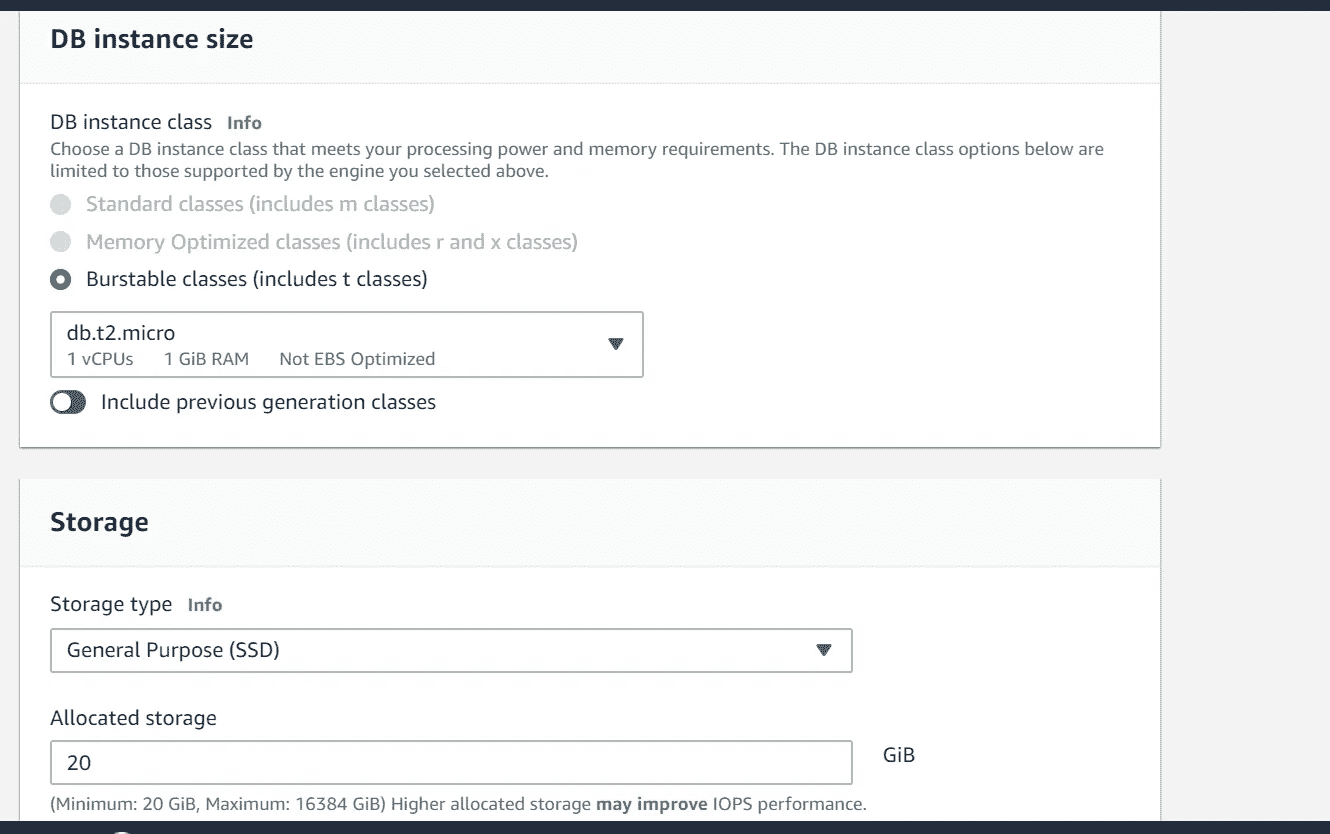 DB instance size
DB instance class Info
Choose a DB instance class that meets your processing power and memory requirements. The DB instance class options below are
limited to those supported by the engine you selected above.
Standard classes (includes m classes)
Memory Optimized classes (includes r and x classes)
Burstable classes (includes t classes)
db.t2.micro
1 vCPUs 1 GiB RAM Not EBS Optimized
Include previous generation classes
Storage
Storage type Info
General Purpose (SSD)
Allocated storage
20 GiB
(Minimum: 20 GiB, Maximum: 16384 GiB) Higher allocated storage may improve IOPS performance.